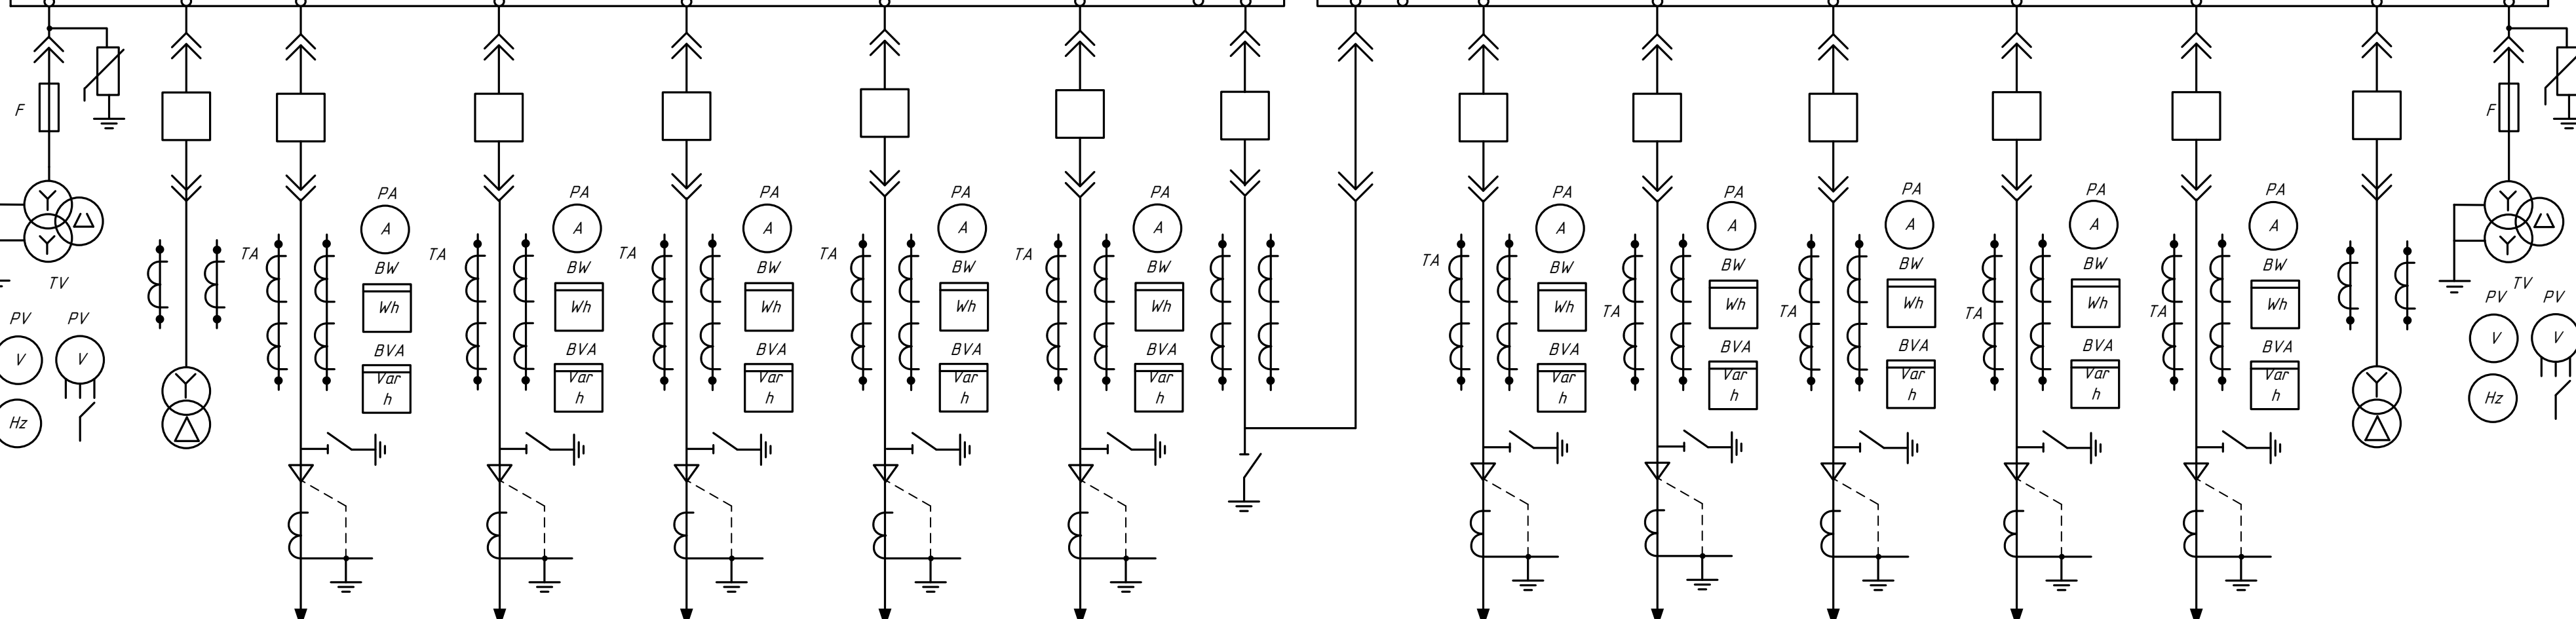 F
F
PA PA PA PA PA PA PA PA PA PA
A A A A A A A A A A
TA TA TA TA TA TA
BW BW BW BW BW BW BW BW BW BW
TV TV
Wh Wh Wh Wh Wh Wh Wh Wh Wh Wh
PV PV PV PV
TA TA TA TA
BVA BVA BVA BVA BVA BVA BVA BVA BVA BVA
V V V V
Var Var Var Var Var Var Var Var Var Var
h h h h h h h h h h
Hz Hz